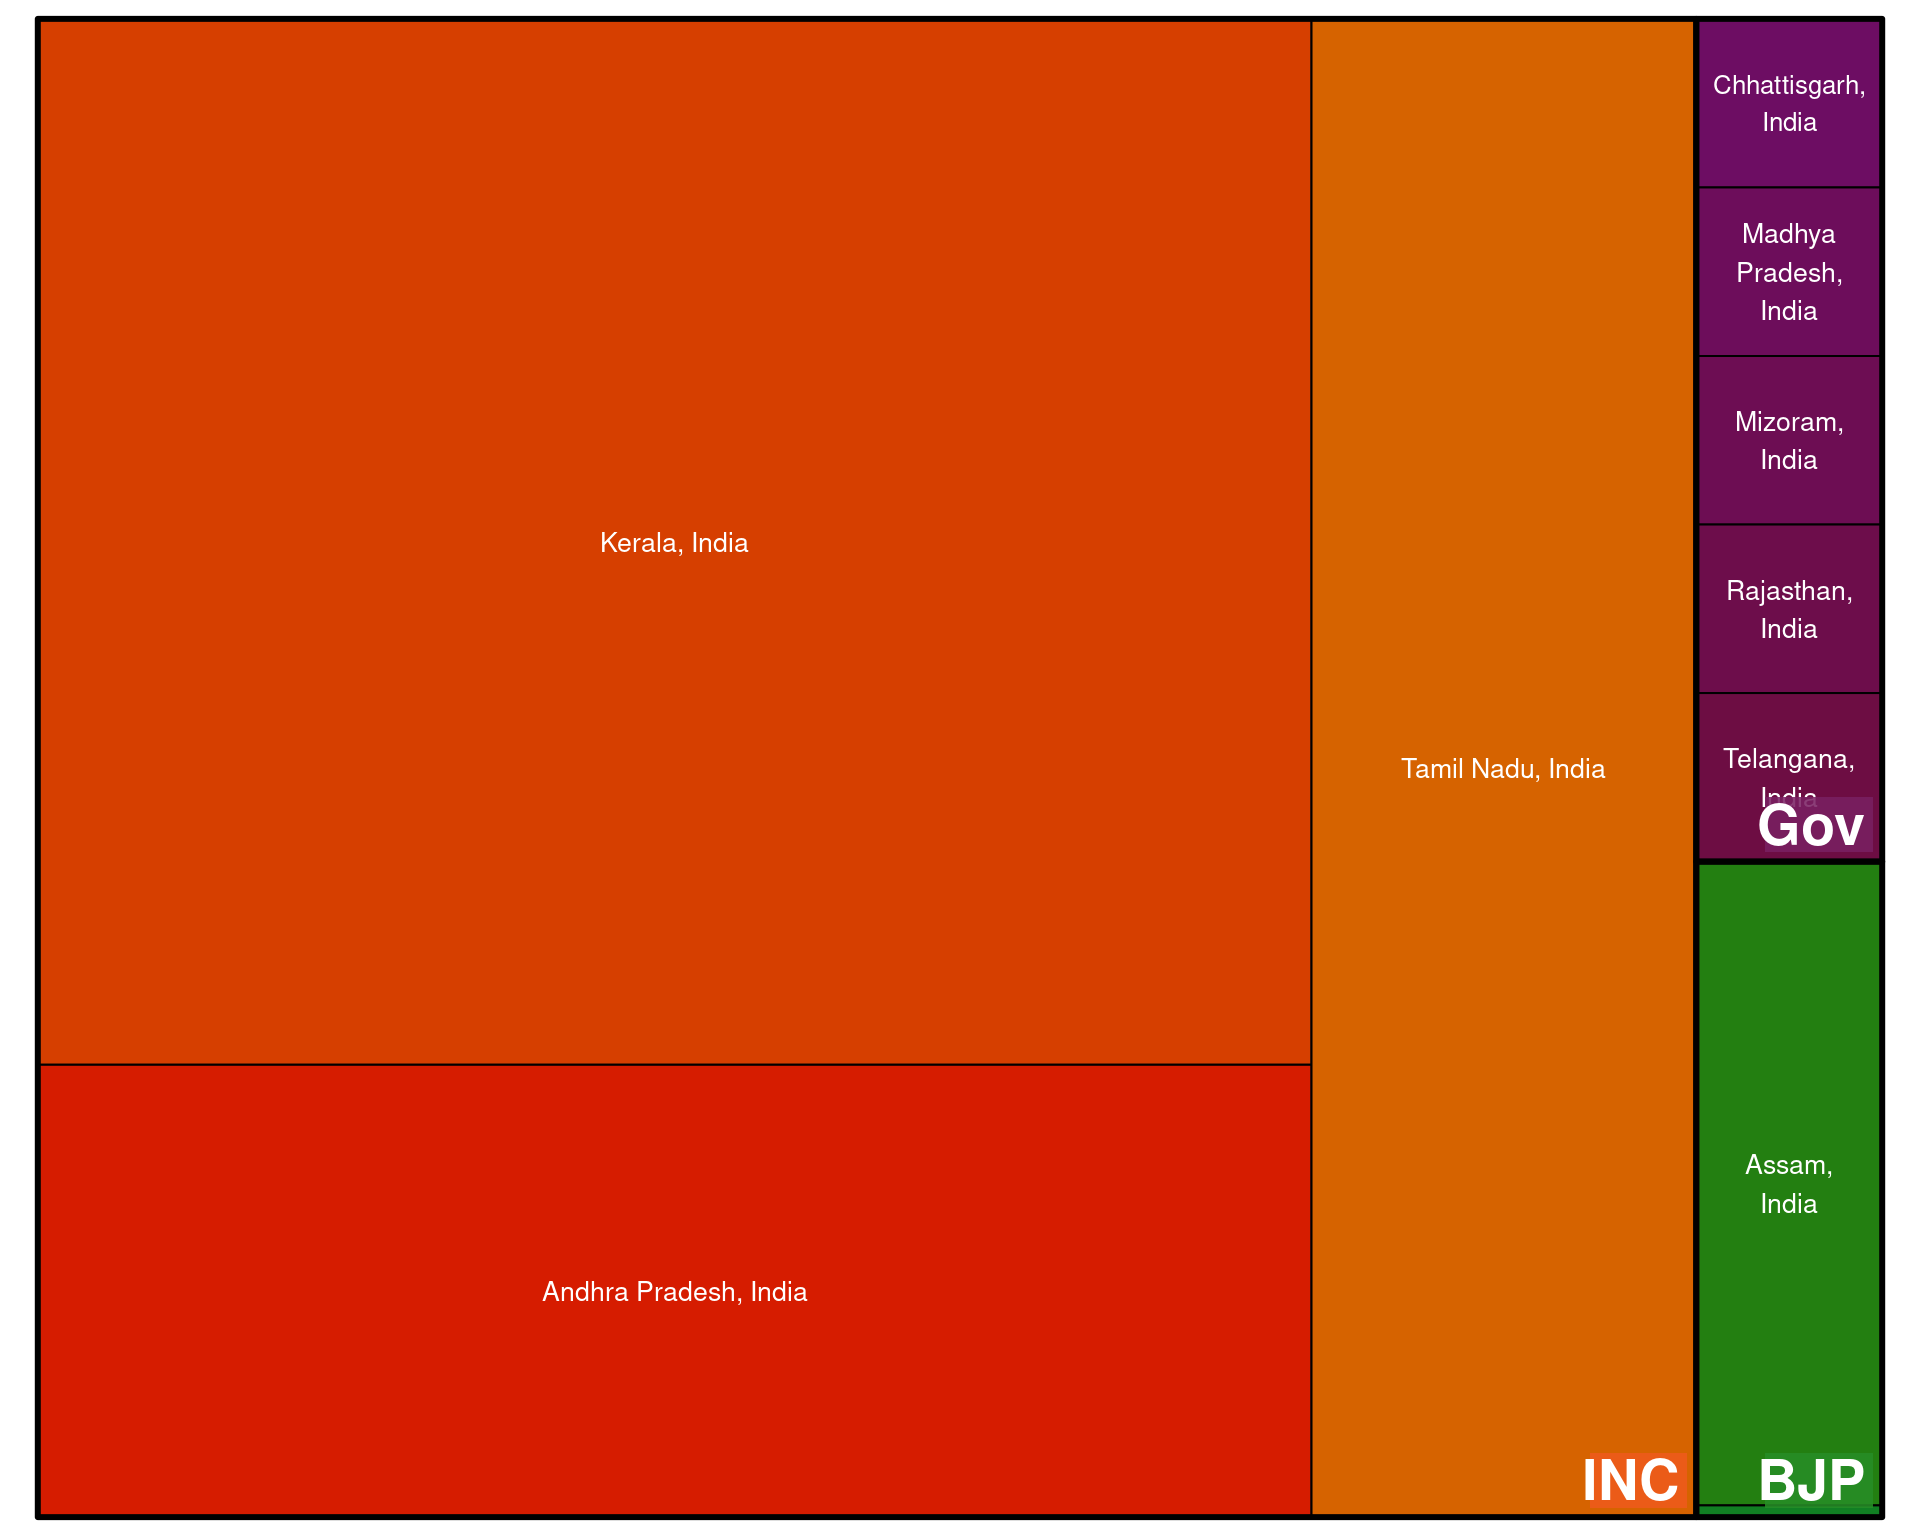 Kerala, India
Andhra Pradesh, India
Tamil Nadu, India
INC
Chhattisgarh,
India
Madhya
Pradesh,
India
Mizoram,
India
Rajasthan,
India
Telangana,
India
Gov
Assam,
India
BJP